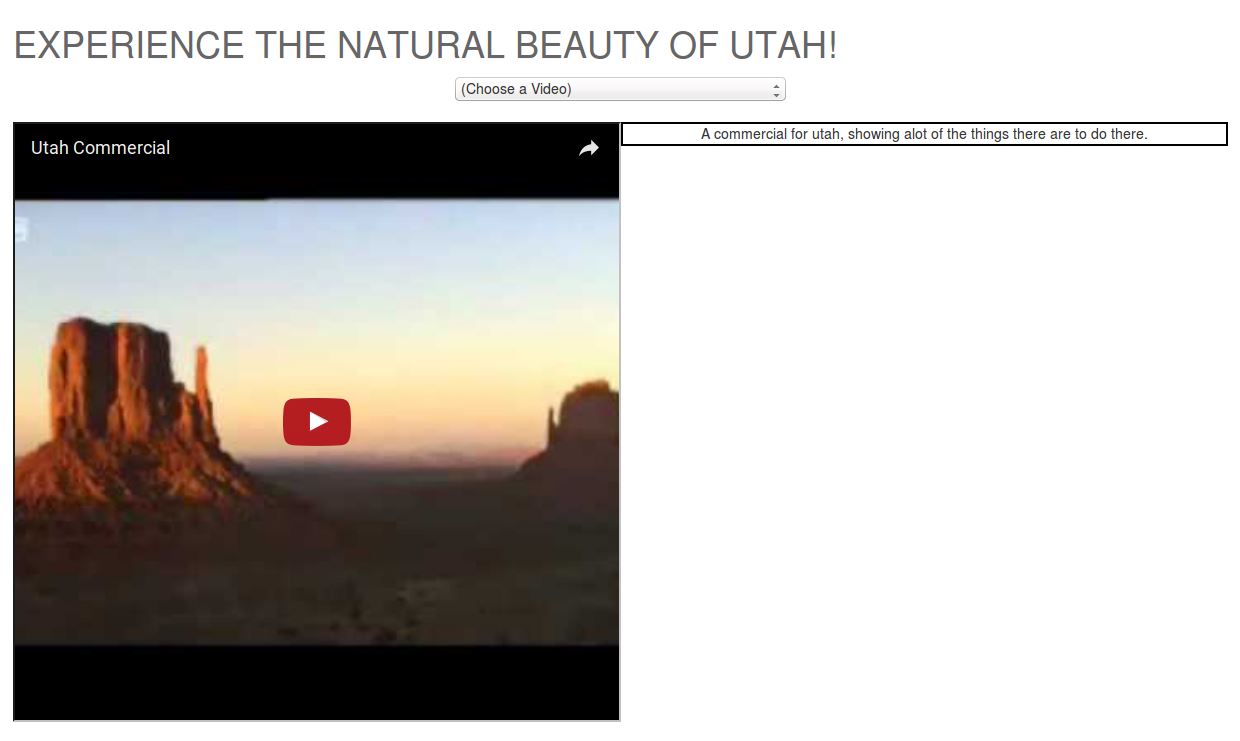 EXPERIENCE THE NATURAL BEAUTY OF UTAH!
(Choose a Video)
Utah Commercial
A commercial for utah, showing alot of the things there are to do there.